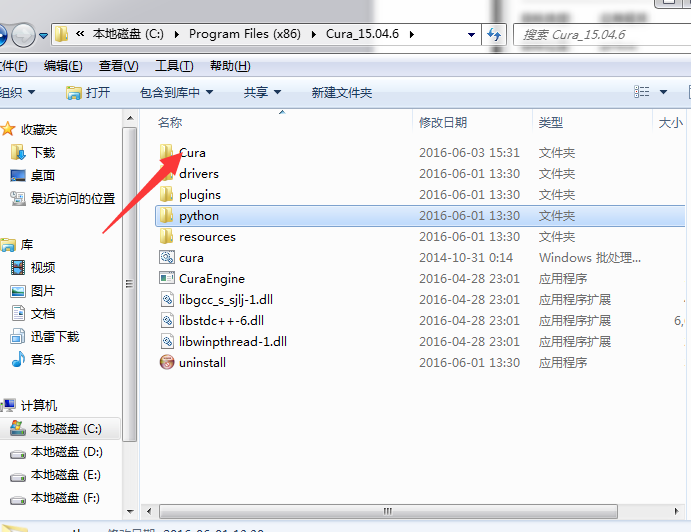 « 本地磁盘 (C:) ▸ Program Files (x86) ▸ Cura_15.04.6 ▸
搜索 Cura_15.04.6
文件(F) 编辑(E) 查看(V) 工具(T) 帮助(H)
组织 打开 包含到库中 共享 新建文件夹
名称 修改日期 类型 大小
收藏夹
下载
桌面
最近访问的位置
库
视频
图片
文档
迅雷下载
音乐
计算机
本地磁盘 (C:)
本地磁盘 (D:)
本地磁盘 (E:)
本地磁盘 (F:)
Cura 2016-06-03 15:31 文件夹
drivers 2016-06-01 13:30 文件夹
plugins 2016-06-01 13:30 文件夹
python 2016-06-01 13:30 文件夹
resources 2016-06-01 13:30 文件夹
cura 2014-10-31 0:14 Windows 批处理...
CuraEngine 2016-04-28 23:01 应用程序
libgcc_s_sjlj-1.dll 2016-04-28 23:01 应用程序扩展
libstdc++-6.dll 2016-04-28 23:01 应用程序扩展 6,
libwinpthread-1.dll 2016-04-28 23:01 应用程序扩展
uninstall 2016-06-01 13:30 应用程序